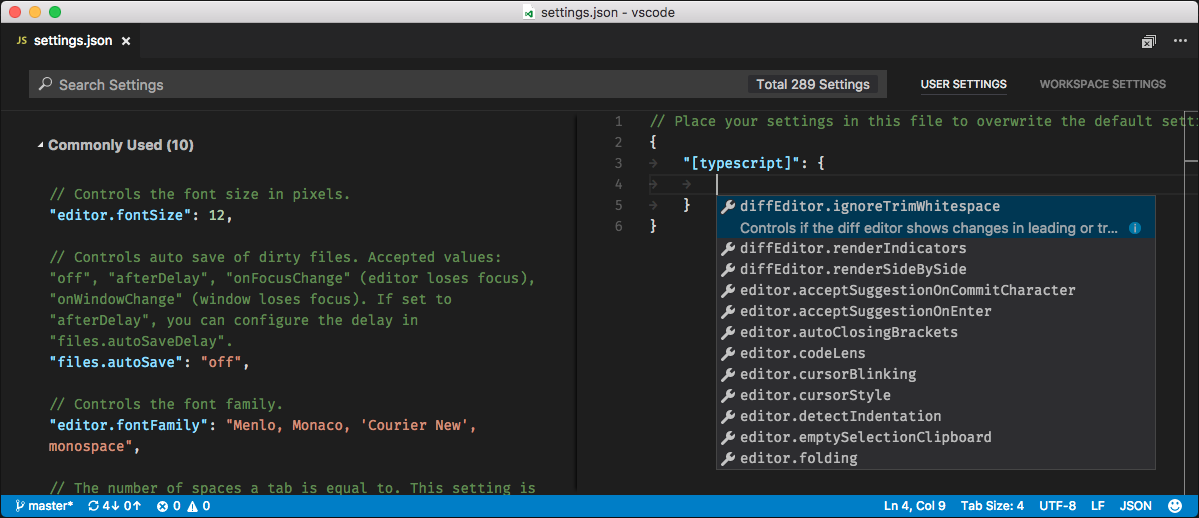 settings.json - vscode
JS settings.json ×
Search Settings
Total 289 Settings
USER SETTINGS
WORKSPACE SETTINGS
Commonly Used (10)
// Controls the font size in pixels.
"editor.fontSize": 12,
// Controls auto save of dirty files. Accepted values:
"off", "afterDelay", "onFocusChange" (editor loses focus),
"onWindowChange" (window loses focus). If set to
"afterDelay", you can configure the delay in
"files.autoSaveDelay".
"files.autoSave": "off",
// Controls the font family.
"editor.fontFamily": "Menlo, Monaco, 'Courier New',
monospace",
// The number of spaces a tab is equal to. This setting is
1 // Place your settings in this file to overwrite the default setti
2 {
3 "[typescript]": {
4
5 }
6 }
diffEditor.ignoreTrimWhitespace
Controls if the diff editor shows changes in leading or tr...
diffEditor.renderIndicators
diffEditor.renderSideBySide
editor.acceptSuggestionOnCommitCharacter
editor.acceptSuggestionOnEnter
editor.autoClosingBrackets
editor.codeLens
editor.cursorBlinking
editor.cursorStyle
editor.detectIndentation
editor.emptySelectionClipboard
editor.folding
master* 4↓ 0↑ 0 0 Ln 4, Col 9 Tab Size: 4 UTF-8 LF JSON